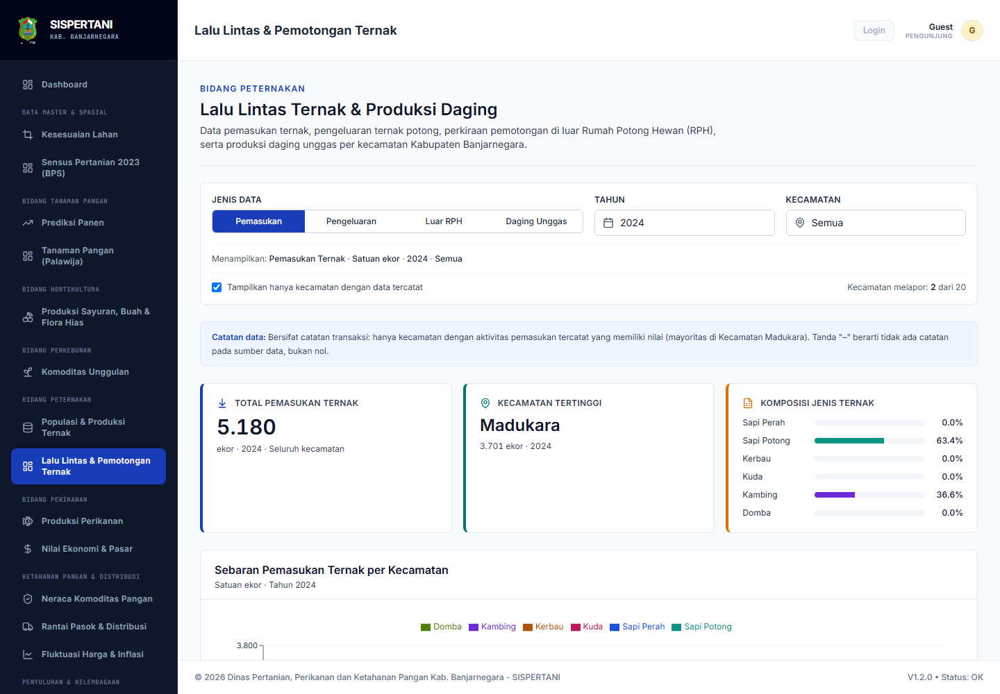 SISPERTANI
KAB. BANJARNEGARA
Dashboard
DATA MASTER & SPASIAL
Kesesuaian Lahan
Sensus Pertanian 2023
(BPS)
BIDANG TANAMAN PANGAN
Prediksi Panen
Tanaman Pangan
(Palawija)
BIDANG HORTIKULTURA
Produksi Sayuran, Buah &
Flora Hias
BIDANG PERKEBUNAN
Komoditas Unggulan
BIDANG PETERNAKAN
Populasi & Produksi
Ternak
Lalu Lintas & Pemotongan
Ternak
BIDANG PERIKANAN
Produksi Perikanan
Nilai Ekonomi & Pasar
KETAHANAN PANGAN & DISTRIBUSI
Neraca Komoditas Pangan
Rantai Pasok & Distribusi
Fluktuasi Harga & Inflasi
PENYULUHAN & KELEMBAGAAN
Lalu Lintas & Pemotongan Ternak
Login
Guest
PENGUNJUNG
G
BIDANG PETERNAKAN
Lalu Lintas Ternak & Produksi Daging
Data pemasukan ternak, pengeluaran ternak potong, perkiraan pemotongan di luar Rumah Potong Hewan (RPH),
serta produksi daging unggas per kecamatan Kabupaten Banjarnegara.
JENIS DATA
Pemasukan
Pengeluaran
Luar RPH
Daging Unggas
TAHUN
2024
KECAMATAN
Semua
Menampilkan: Pemasukan Ternak · Satuan ekor · 2024 · Semua
Tampilkan hanya kecamatan dengan data tercatat
Kecamatan melapor: 2 dari 20
Catatan data: Bersifat catatan transaksi: hanya kecamatan dengan aktivitas pemasukan tercatat yang memiliki nilai (mayoritas di Kecamatan Madukara). Tanda "–" berarti tidak ada catatan
pada sumber data, bukan nol.
TOTAL PEMASUKAN TERNAK
5.180
ekor · 2024 · Seluruh kecamatan
KECAMATAN TERTINGGI
Madukara
3.701 ekor · 2024
KOMPOSISI JENIS TERNAK
Sapi Perah 0.0%
Sapi Potong 63.4%
Kerbau 0.0%
Kuda 0.0%
Kambing 36.6%
Domba 0.0%
Sebaran Pemasukan Ternak per Kecamatan
Satuan ekor · Tahun 2024
Domba Kambing Kerbau Kuda Sapi Perah Sapi Potong
3.800
© 2026 Dinas Pertanian, Perikanan dan Ketahanan Pangan Kab. Banjarnegara - SISPERTANI
V1.2.0 • Status: OK